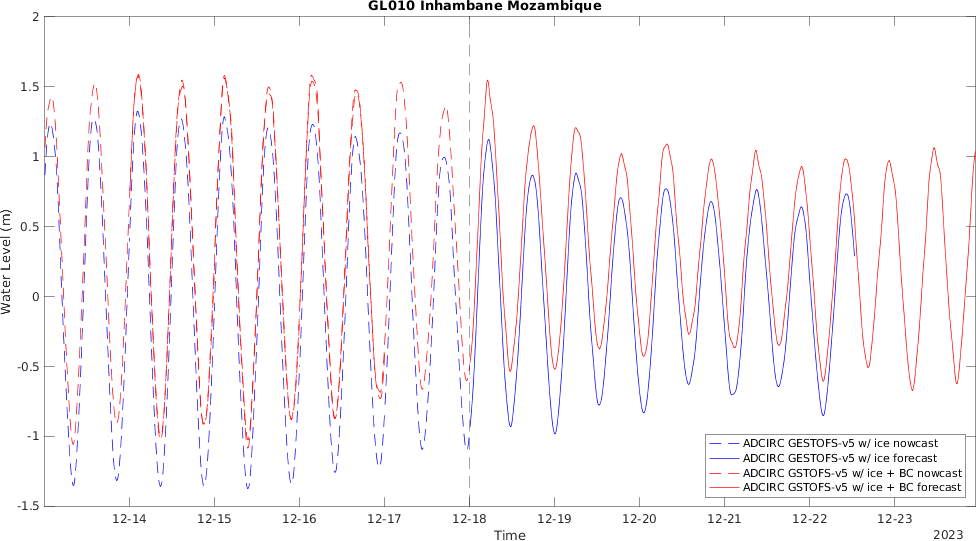 GL010 Inhambane Mozambique
2
1.5
1
0.5
0
-0.5
-1
-1.5
Water Level (m)
ADCIRC GESTOFS-v5 w/ ice nowcast
ADCIRC GESTOFS-v5 w/ ice forecast
ADCIRC GSTOFS-v5 w/ ice + BC nowcast
ADCIRC GSTOFS-v5 w/ ice + BC forecast
12-14 12-15 12-16 12-17 12-18 12-19 12-20 12-21 12-22 12-23
Time
2023